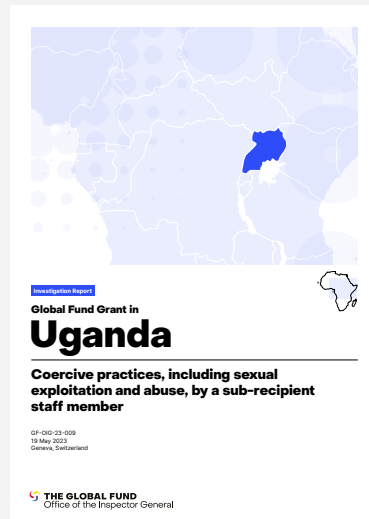 Investigation Report
Global Fund Grant in
Uganda
Coercive practices, including sexual
exploitation and abuse, by a sub-recipient
staff member
GF-OIG-23-009
19 May 2023
Geneva, Switzerland
THE GLOBAL FUND
Office of the Inspector General